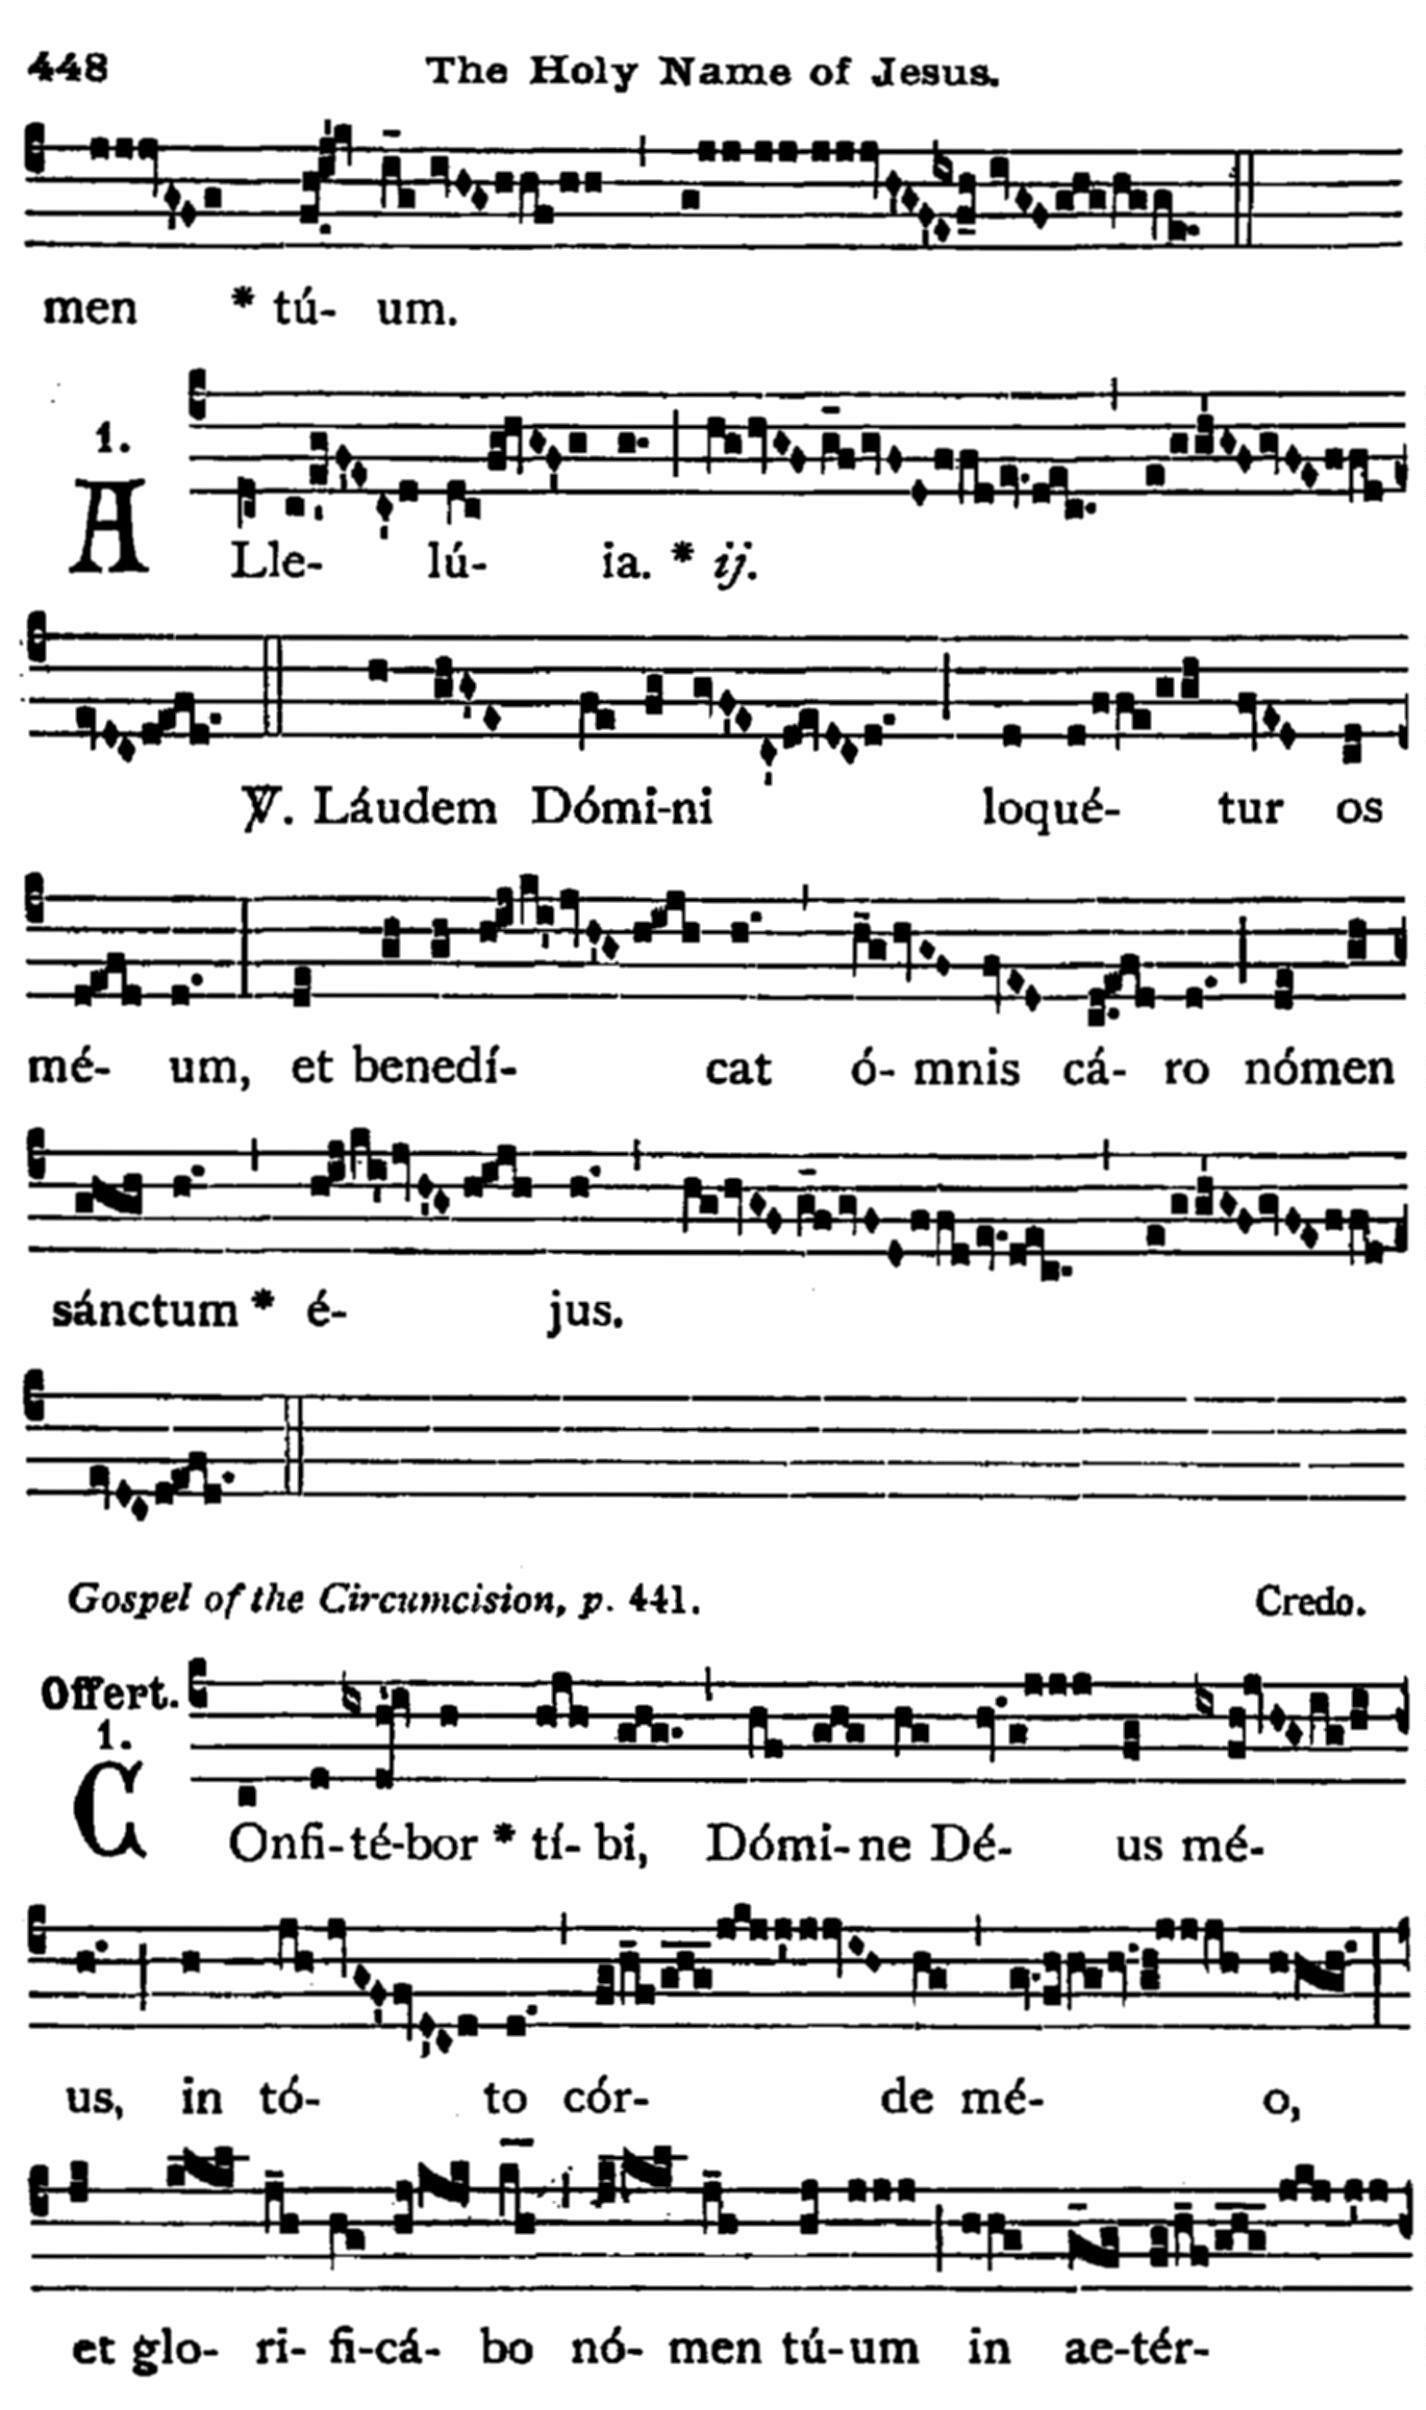 448 The Holy Name of Jesus.
men * tú- um.
1.
A Lle- lú- ia. * ij.
℣. Láudem Dómi-ni loqué- tur os
mé- um, et benedí- cat ó- mnis cá- ro nómen
sánctum * é- jus.
Gospel of the Circumcision, p. 441. Credo.
Offert.
1.
C Onfi-té-bor * tí- bi, Dómi-ne Dé- us mé-
us, in tó- to cór- de mé- o,
et glo- ri- fi-cá- bo nó- men tú-um in ae-tér-